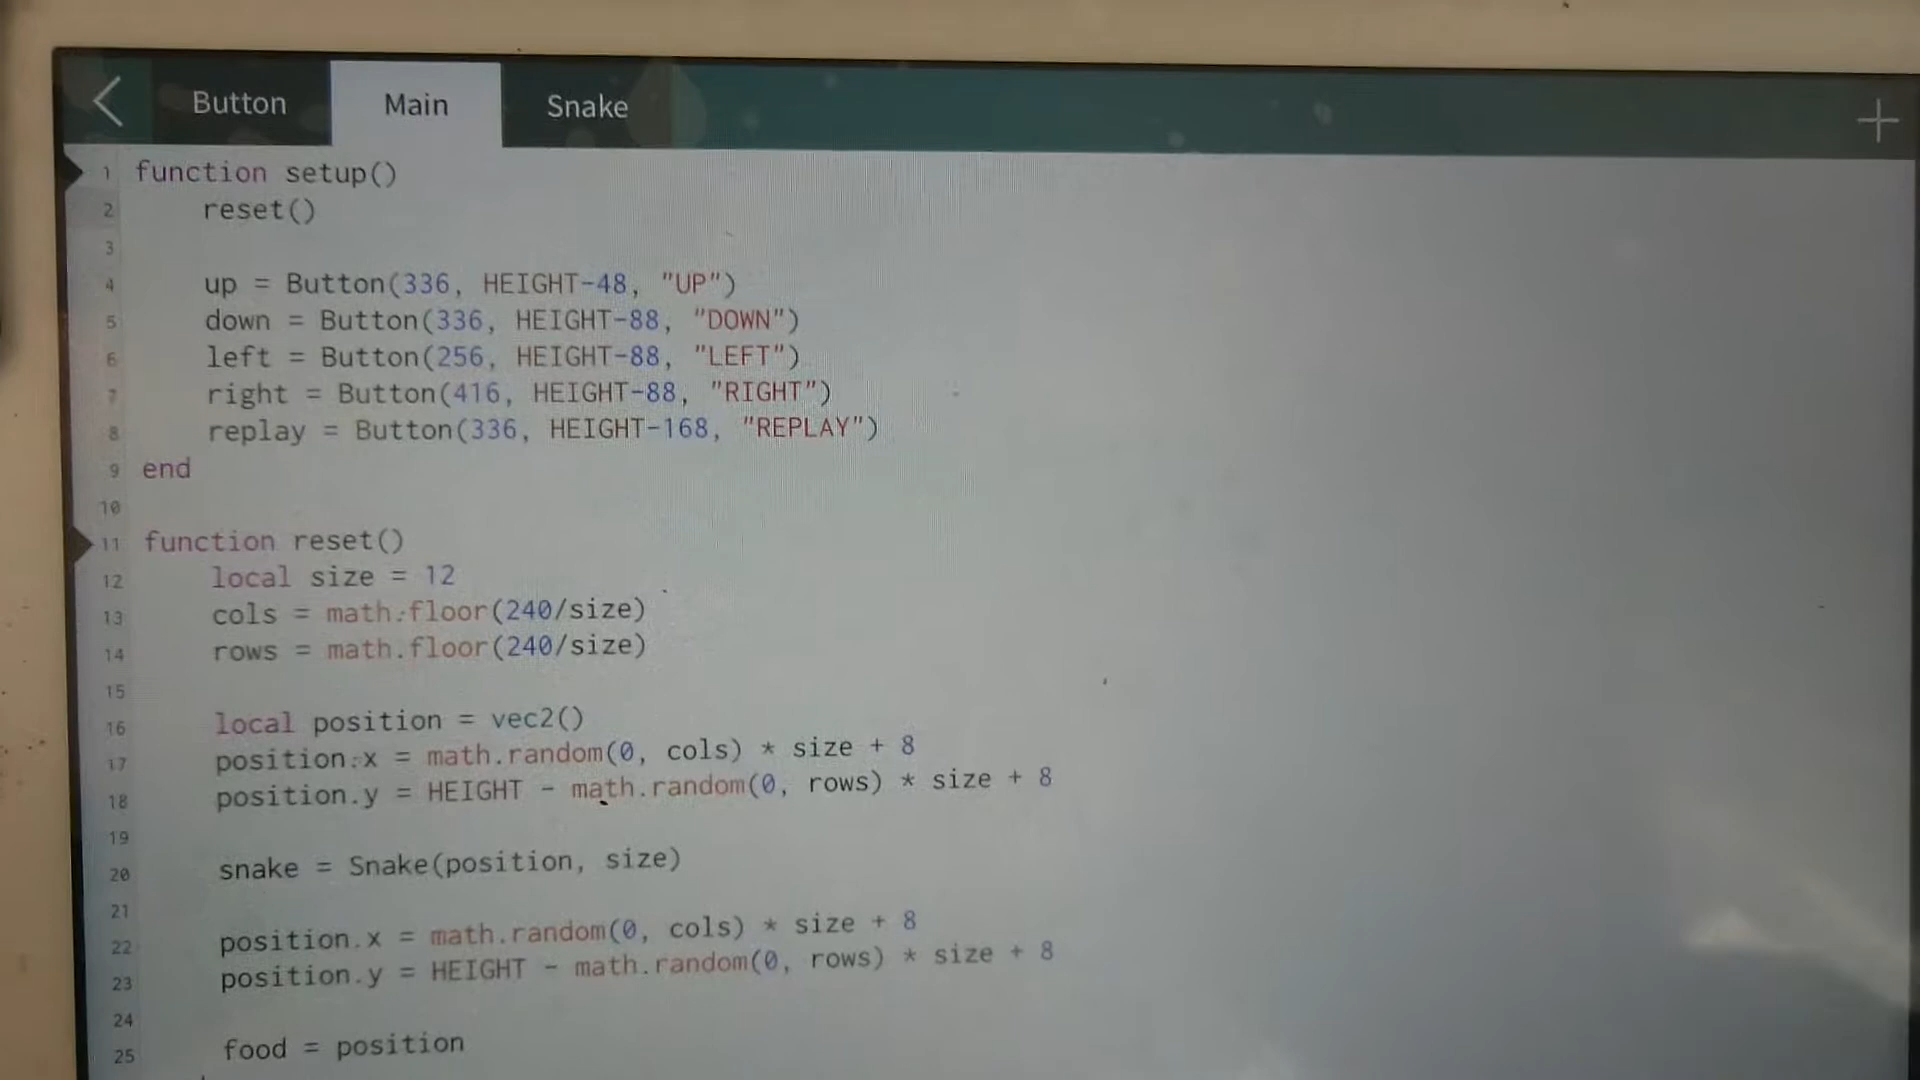 Button Main Snake
1 function setup()
2 reset()
3
4 up = Button(336, HEIGHT-48, "UP")
5 down = Button(336, HEIGHT-88, "DOWN")
6 left = Button(256, HEIGHT-88, "LEFT")
7 right = Button(416, HEIGHT-88, "RIGHT")
8 replay = Button(336, HEIGHT-168, "REPLAY")
9 end
10
11 function reset()
12 local size = 12
13 cols = math.floor(240/size)
14 rows = math.floor(240/size)
15
16 local position = vec2()
17 position.x = math.random(0, cols) * size + 8
18 position.y = HEIGHT - math.random(0, rows) * size + 8
19
20 snake = Snake(position, size)
21
22 position.x = math.random(0, cols) * size + 8
23 position.y = HEIGHT - math.random(0, rows) * size + 8
24
25 food = position